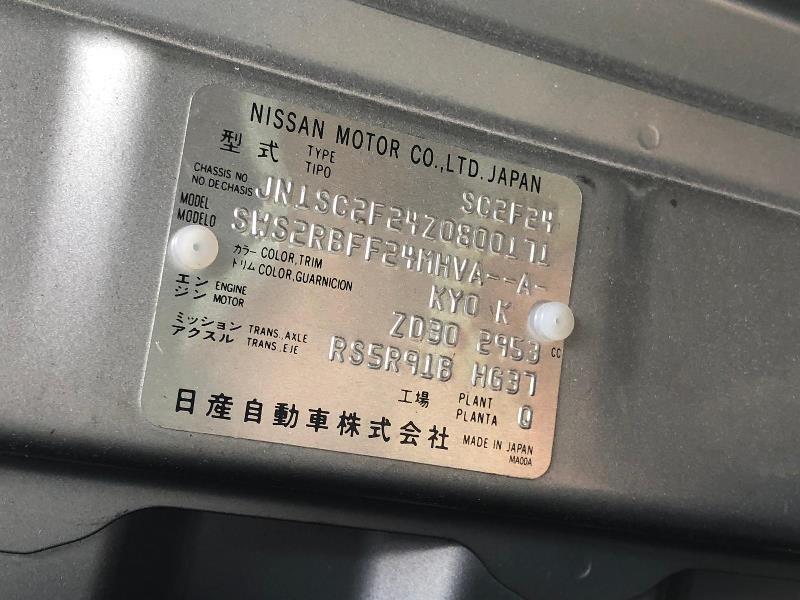 NISSAN MOTOR CO.,LTD. JAPAN
型式 TYPE TIPO SC2F24
CHASSIS NO NO DE CHASIS JN1SC2F24Z0800171
MODEL MODELO SWS2RBFF24MHVA--A-
カラー COLOR,TRIM トリム COLOR,GUARNICION KY0 K
エンジン ENGINE MOTOR ZD30 2953 CC
ミッション アクスル TRANS.,AXLE TRANS.,EJE RS5R91B HG37
工場 PLANT PLANTA 0
日産自動車株式会社 MADE IN JAPAN
MA00A